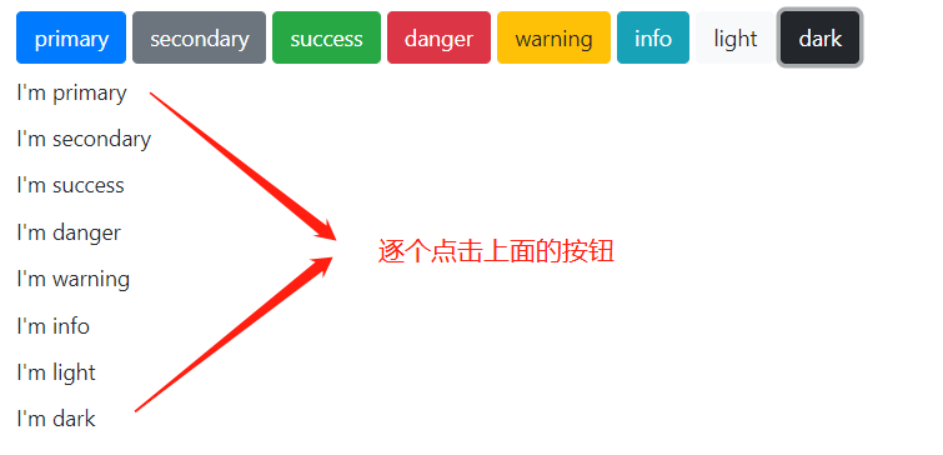 primary secondary success danger warning info light dark
I'm primary
I'm secondary
I'm success
I'm danger
逐个点击上面的按钮
I'm warning
I'm info
I'm light
I'm dark